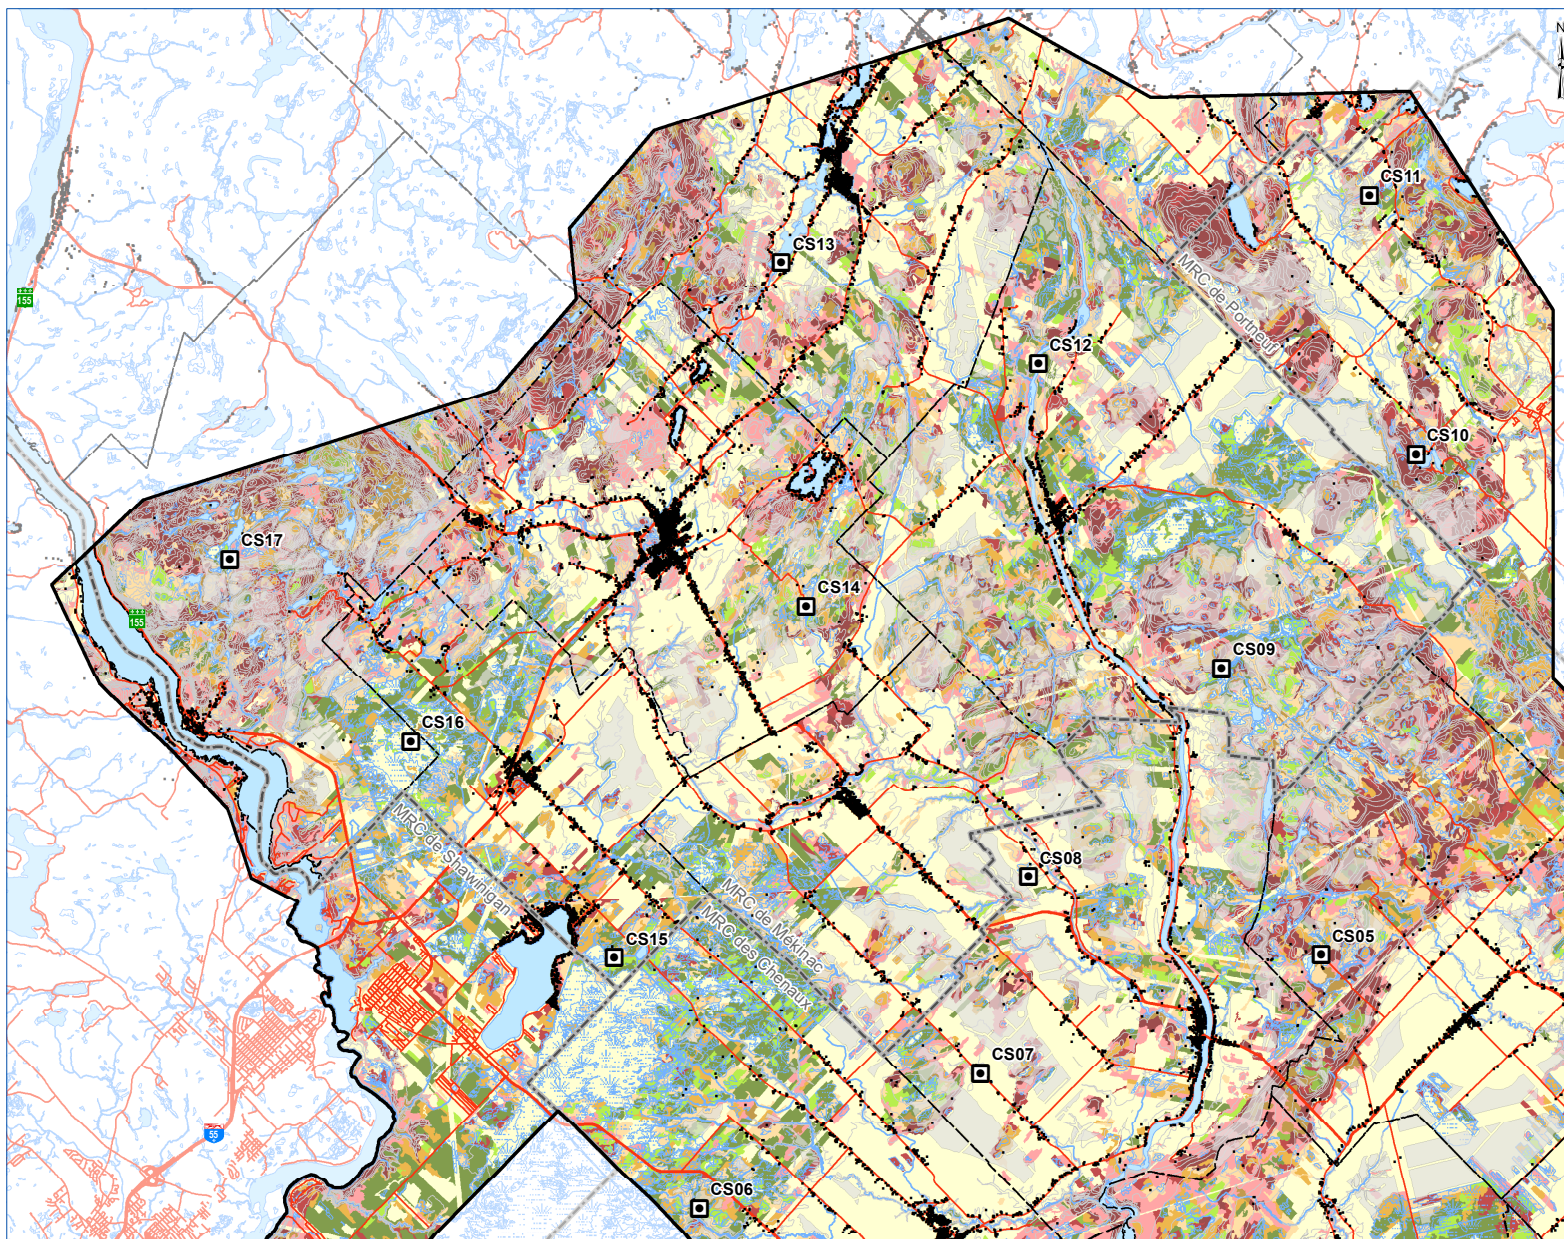 N
CS11
CS13
MRC de Portneuf
155
CS12
CS10
CS17
CS14
155
CS09
CS16
MRC de Shawinigan
CS08
MRC de Mékinac
MRC des Chenaux
CS15
CS05
CS07
55
CS06